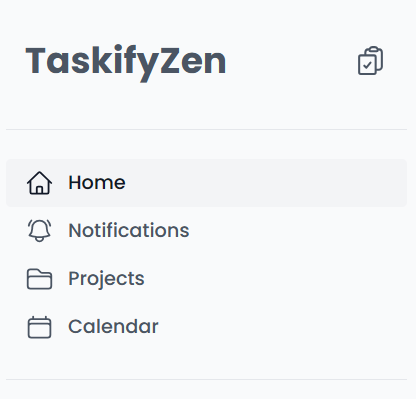 TaskifyZen
Home
Notifications
Projects
Calendar